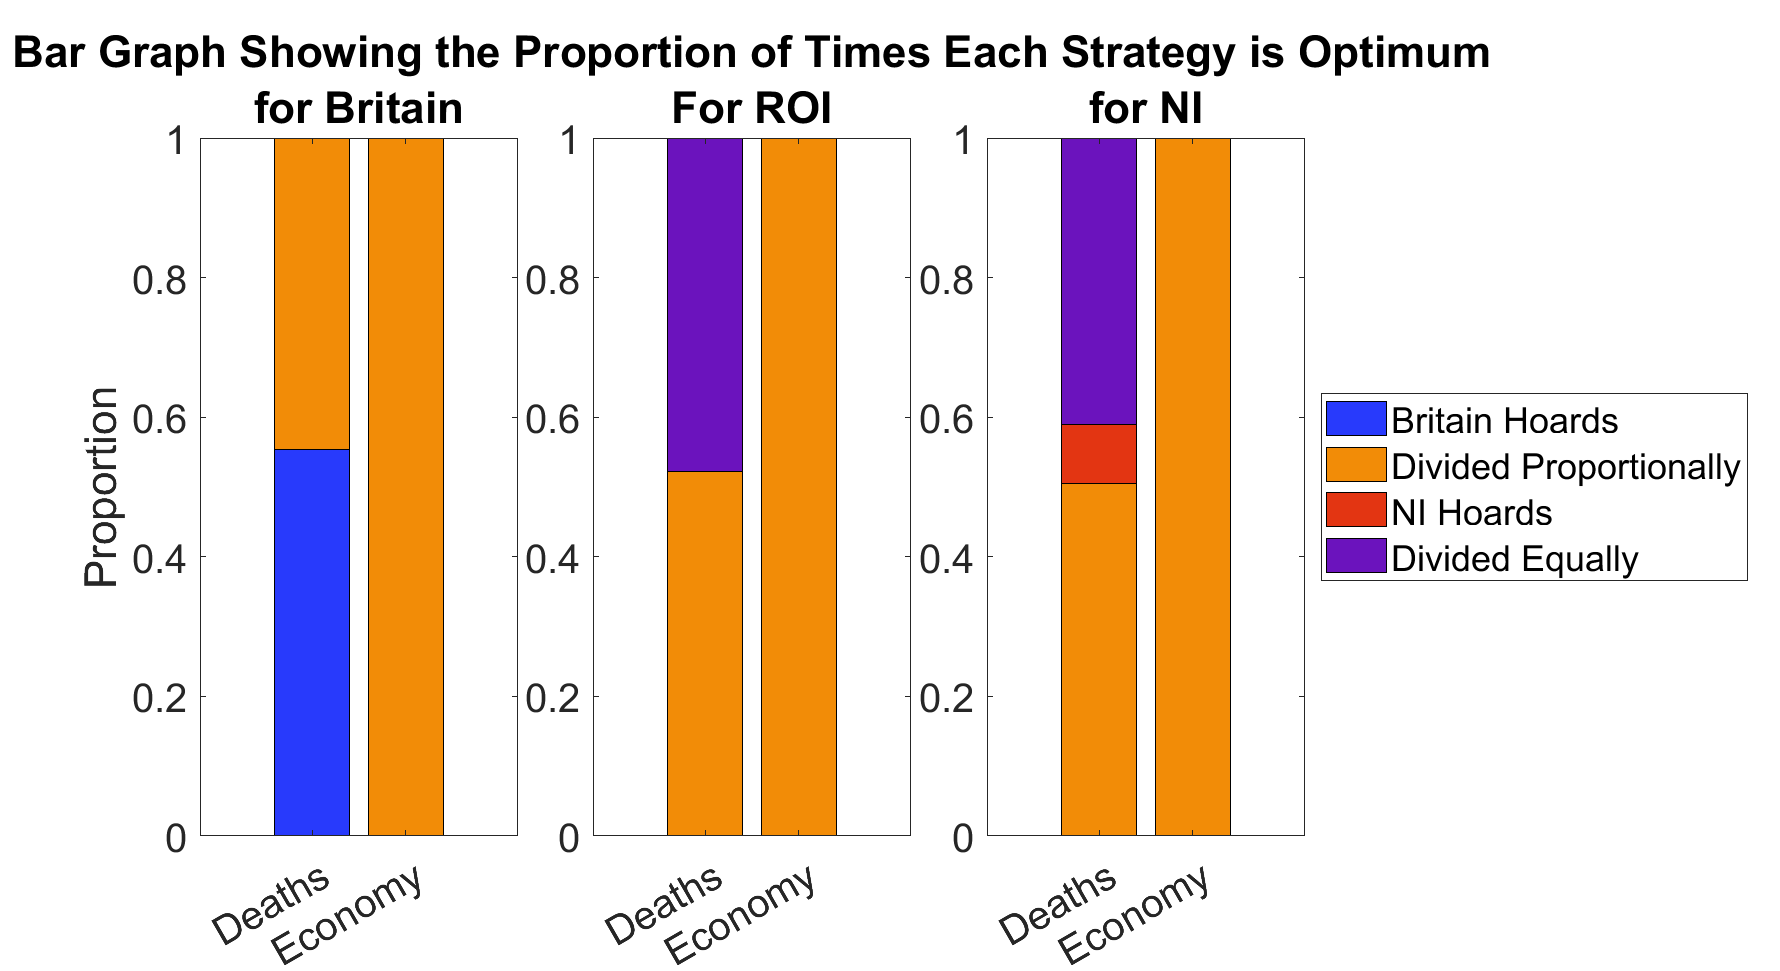 Bar Graph Showing the Proportion of Times Each Strategy is Optimum
for Britain
For ROI
for NI
Proportion
1
0.8
0.6
0.4
0.2
0
Deaths
Economy
1
0.8
0.6
0.4
0.2
0
Deaths
Economy
1
0.8
0.6
0.4
0.2
0
Deaths
Economy
Britain Hoards
Divided Proportionally
NI Hoards
Divided Equally